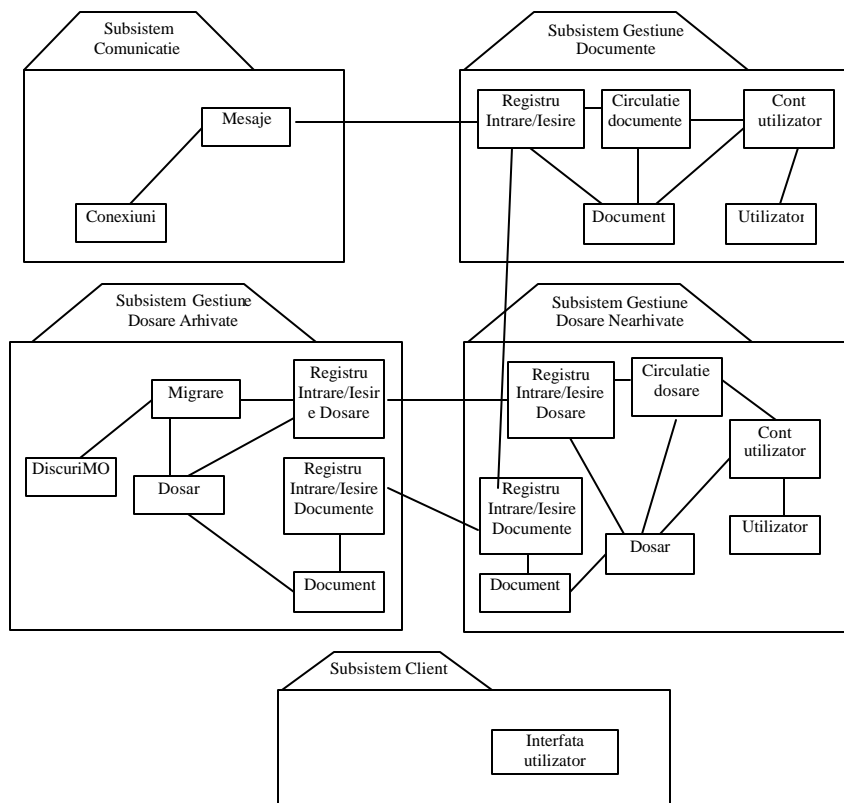 Subsistem
Comunicatie
Mesaje
Conexiuni
Subsistem Gestiune
Documente
Registru
Intrare/Iesire
Circulatie
documente
Cont
utilizator
Document
Utilizator
Subsistem Gestiune
Dosare Arhivate
Migrare
Registru
Intrare/Iesir
e Dosare
DiscuriMO
Dosar
Registru
Intrare/Iesire
Documente
Document
Subsistem Gestiune
Dosare Nearhivate
Registru
Intrare/Iesire
Dosare
Circulatie
dosare
Cont
utilizator
Registru
Intrare/Iesire
Documente
Utilizator
Dosar
Document
Subsistem Client
Interfata
utilizator